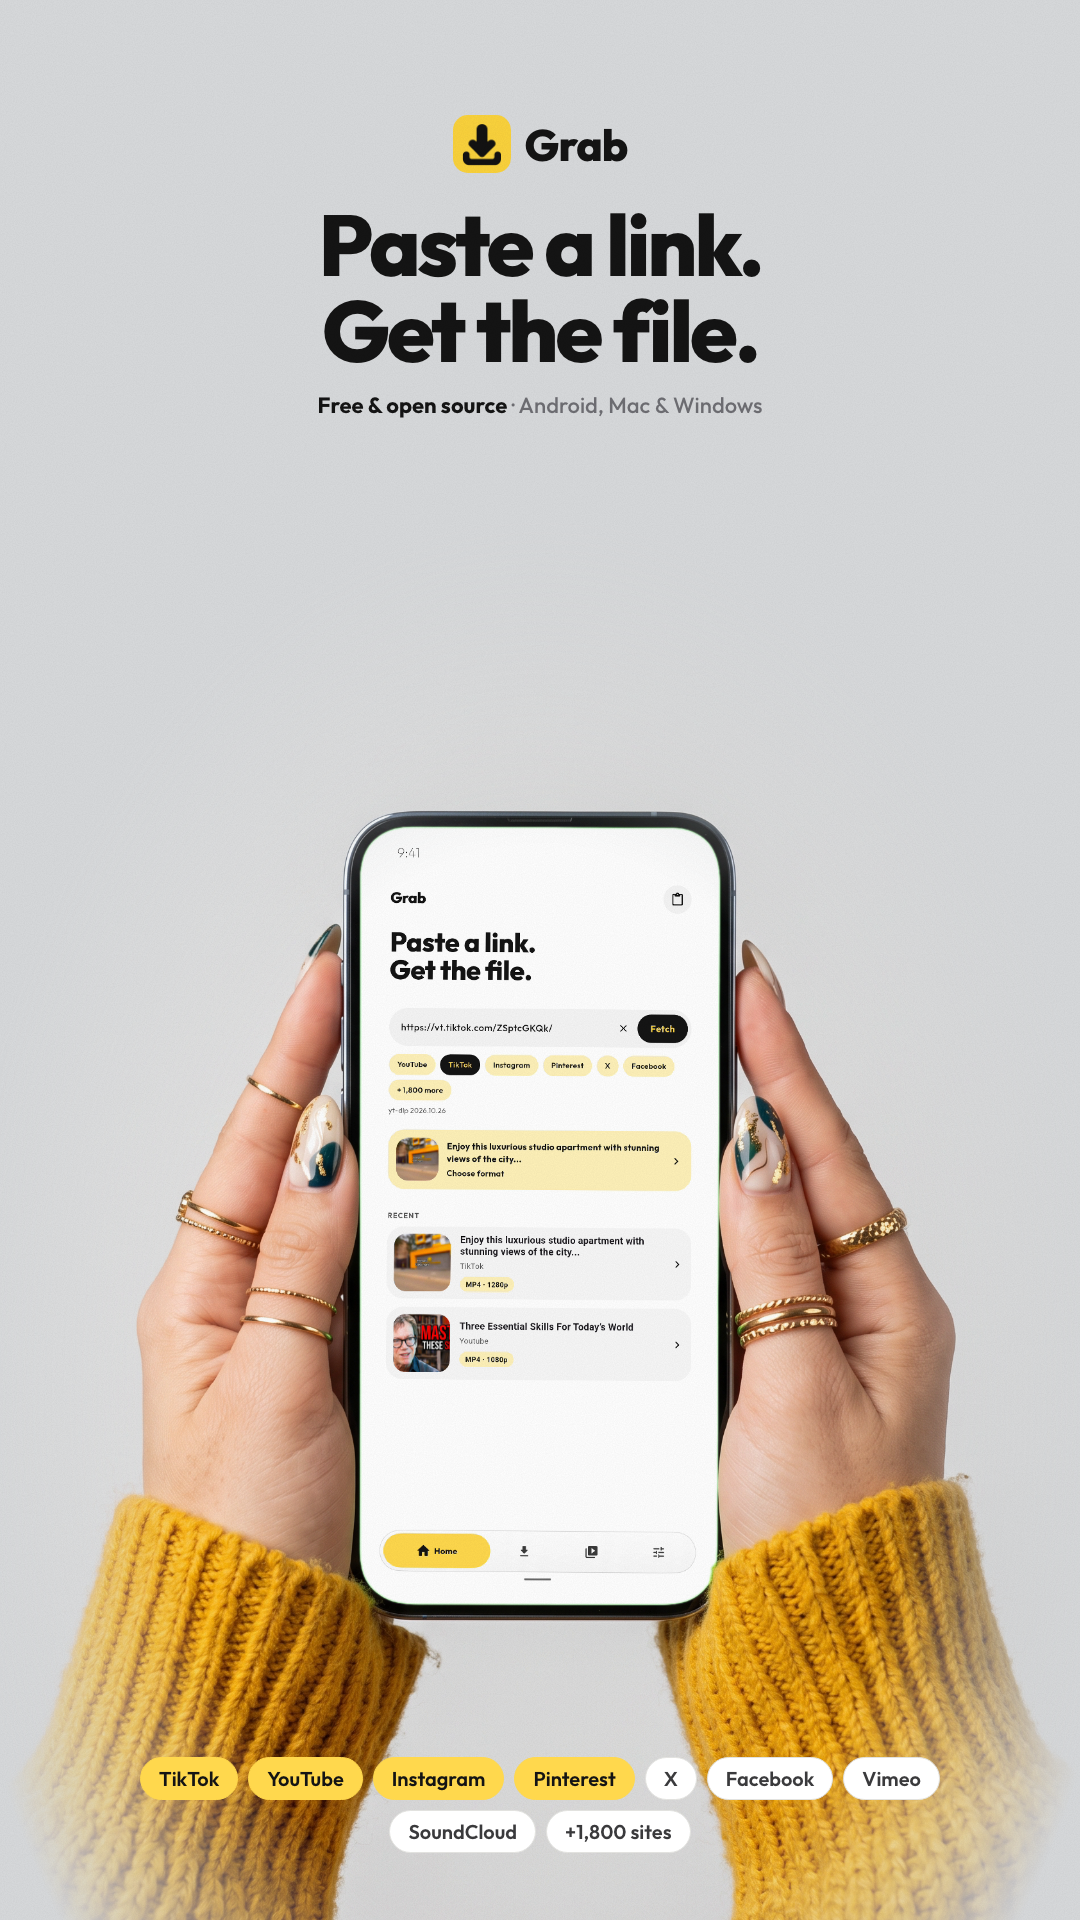 Grab
Paste a link.
Get the file.
Free & open source · Android, Mac & Windows
9:41
Grab
Paste a link.
Get the file.
https://vt.tiktok.com/ZSptcGKQk/
Fetch
YouTube TikTok Instagram Pinterest X Facebook
+1,800 more
yt-dlp 2026.10.26
Enjoy this luxurious studio apartment with stunning
views of the city...
Choose format
RECENT
Enjoy this luxurious studio apartment with
stunning views of the city...
TikTok
MP4 · 1280p
MAS
THESE
Three Essential Skills For Today's World
Youtube
MP4 · 1080p
Home
TikTok YouTube Instagram Pinterest X Facebook Vimeo
SoundCloud +1,800 sites